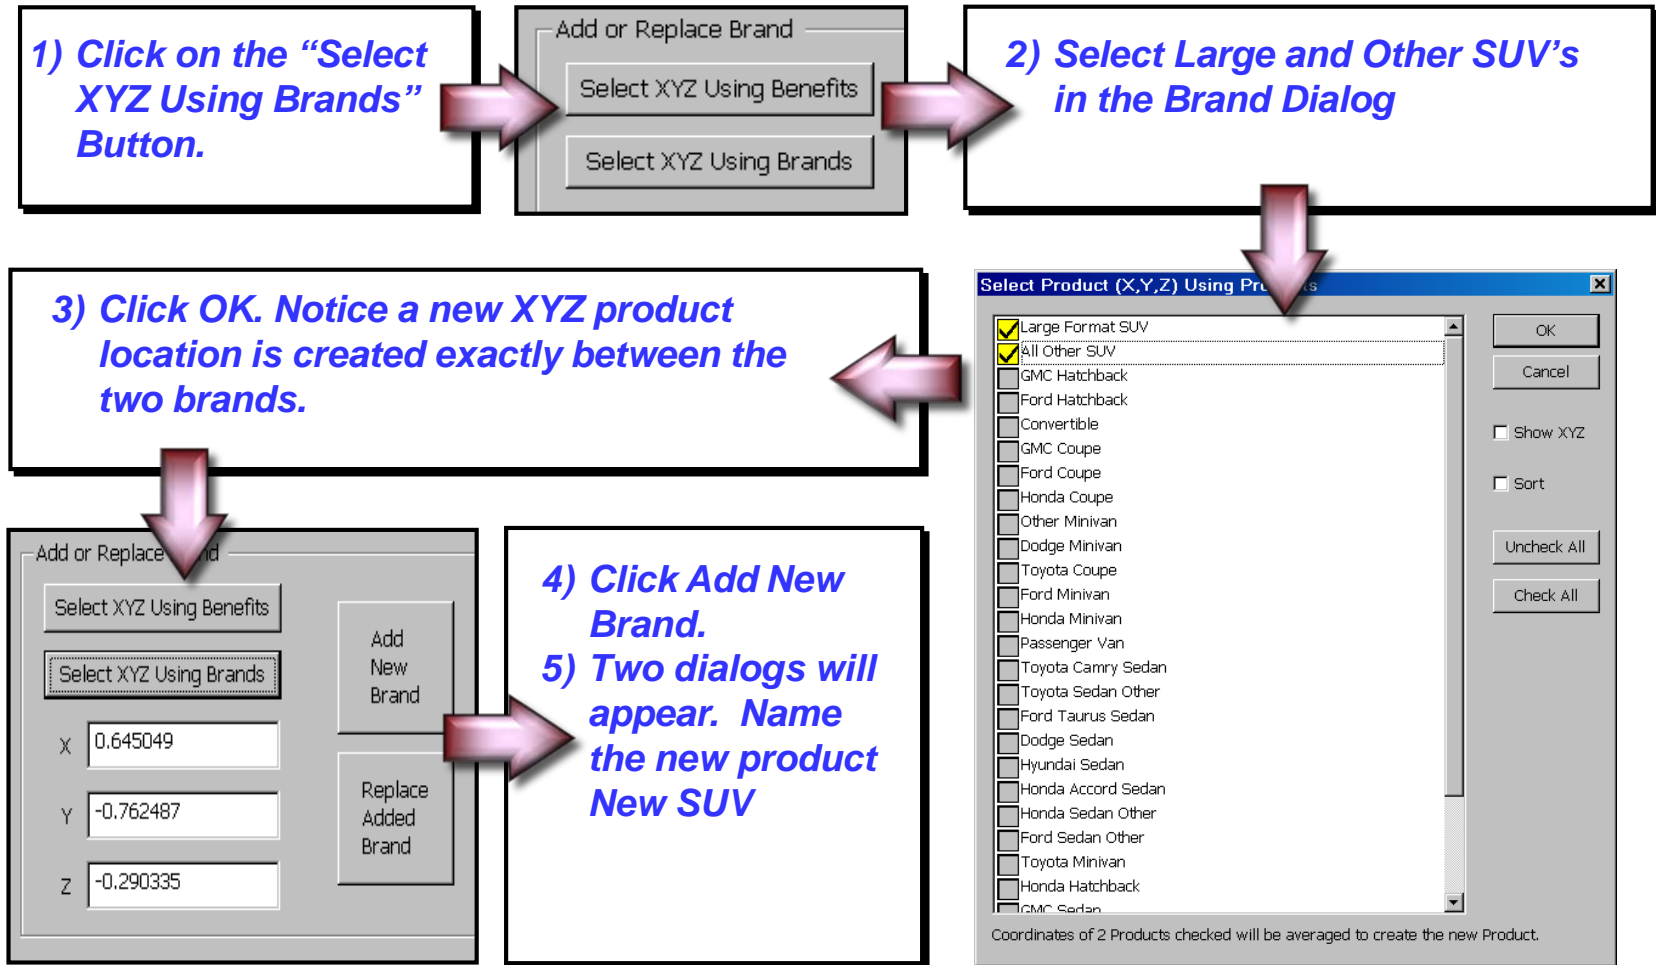 1) Click on the “Select
XYZ Using Brands”
Button.
Add or Replace Brand
Select XYZ Using Benefits
Select XYZ Using Brands
2) Select Large and Other SUV’s
in the Brand Dialog
3) Click OK. Notice a new XYZ product
location is created exactly between the
two brands.
Select Product (X,Y,Z) Using
Large Format SUV
All Other SUV
GMC Hatchback
Ford Hatchback
Convertible
GMC Coupe
Ford Coupe
Honda Coupe
Other Minivan
Dodge Minivan
Toyota Coupe
Ford Minivan
Honda Minivan
Passenger Van
Toyota Camry Sedan
Toyota Sedan Other
Ford Taurus Sedan
Dodge Sedan
Hyundai Sedan
Honda Accord Sedan
Honda Sedan Other
Ford Sedan Other
Toyota Minivan
Honda Hatchback
GMC Sedan
OK
Cancel
Show XYZ
Sort
Uncheck All
Check All
Coordinates of 2 Products checked will be averaged to create the new Product.
Add or Replace
Select XYZ Using Benefits
Select XYZ Using Brands
X 0.645049
Y -0.762487
Z -0.290335
Add
New
Brand
Replace
Added
Brand
4) Click Add New
Brand.
5) Two dialogs will
appear. Name
the new product
New SUV